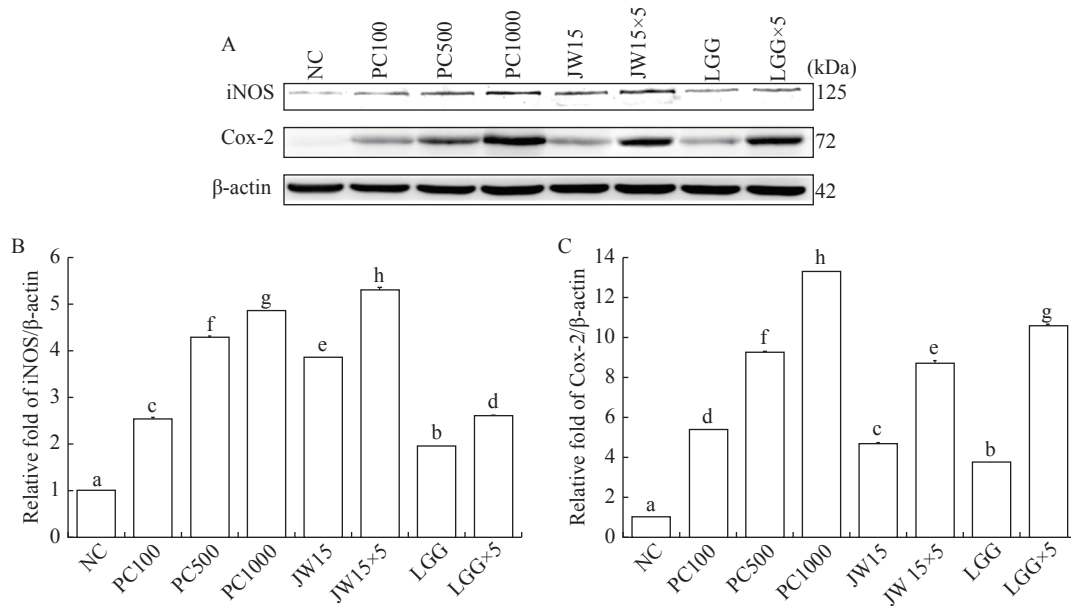 A
NC
PC100
PC500
PC1000
JW15
JW15×5
LGG
LGG×5
(kDa)
iNOS
125
Cox-2
72
β-actin
42
B
Relative fold of iNOS/β-actin
6
5
4
3
2
1
0
a
c
f
g
e
h
b
d
NC
PC100
PC500
PC1000
JW15
JW15×5
LGG
LGG×5
C
Relative fold of Cox-2/β-actin
14
12
10
8
6
4
2
0
a
d
f
h
c
e
b
g
NC
PC100
PC500
PC1000
JW15
JW 15×5
LGG
LGG×5